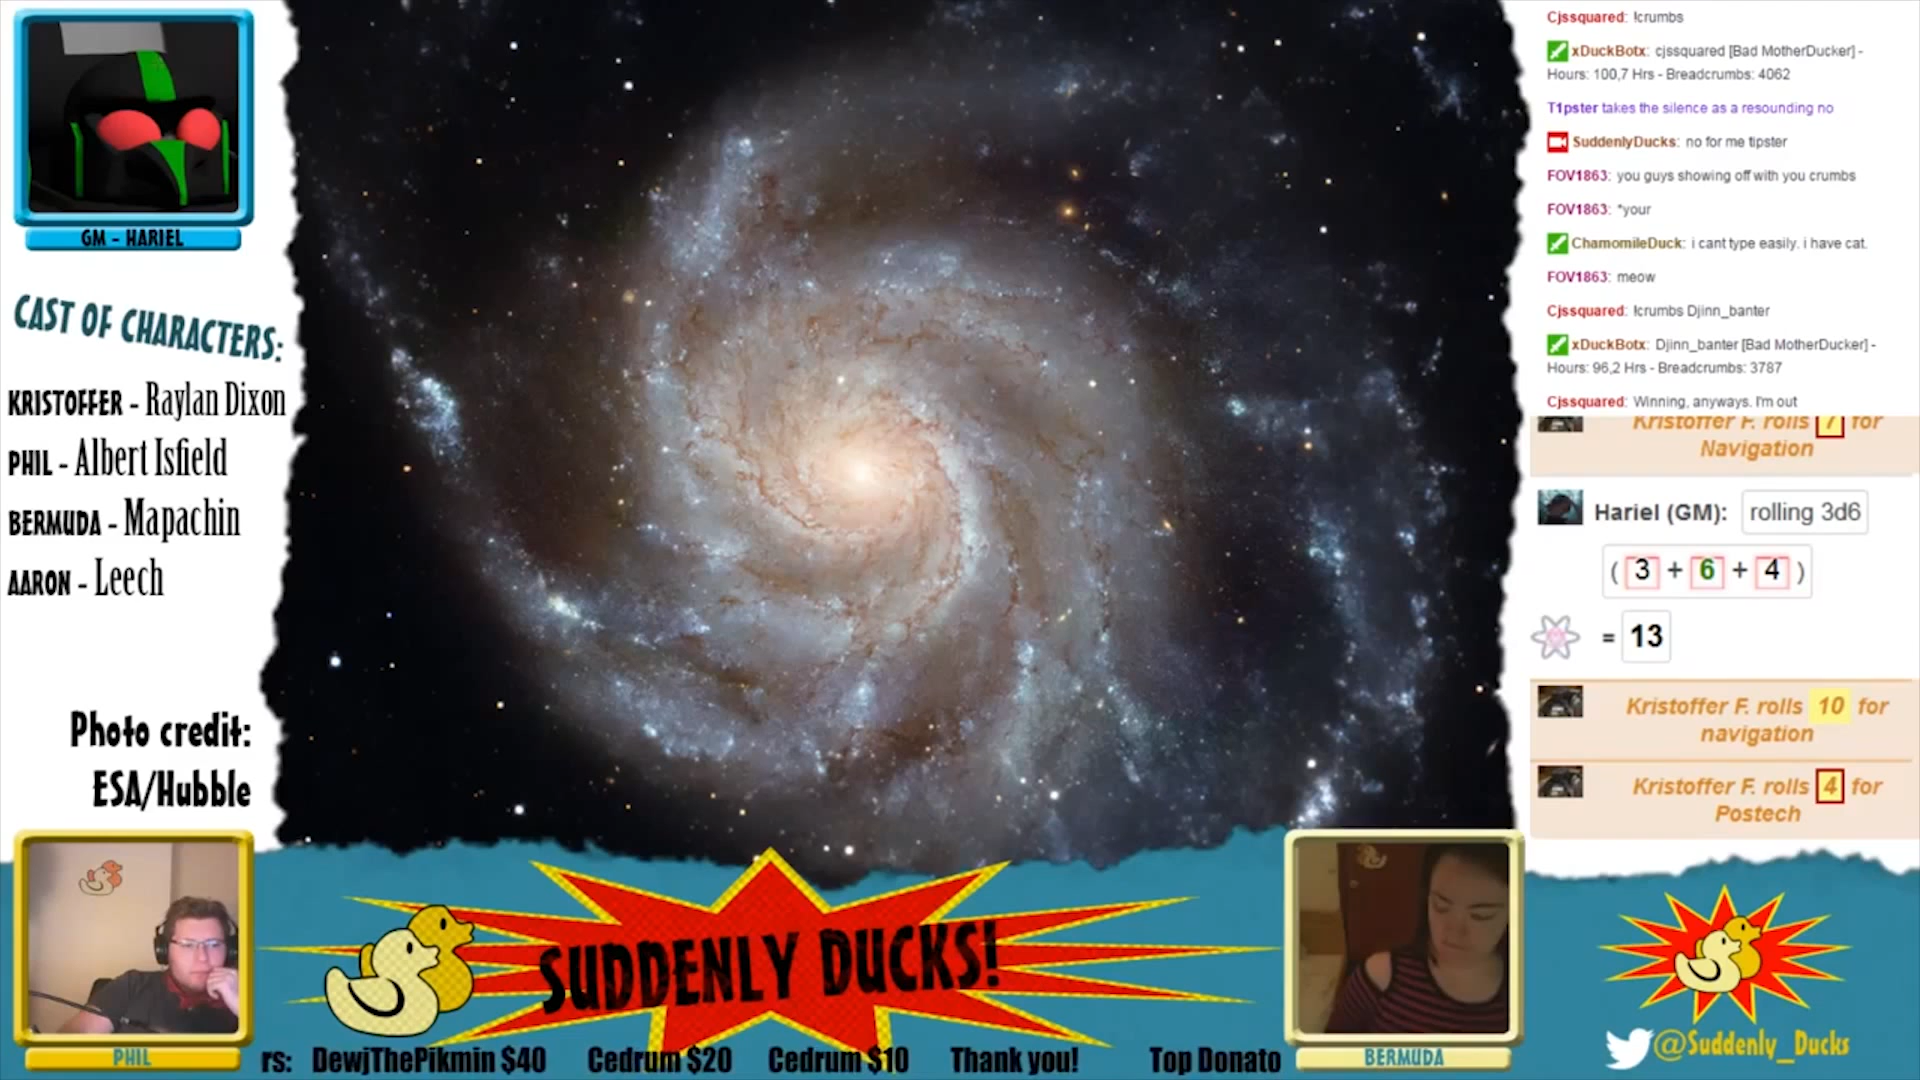 GM - HARIEL
CAST OF CHARACTERS:
KRISTOFFER - Raylan Dixon
PHIL - Albert Isfield
BERMUDA - Mapachin
AARON - Leech
Photo credit:
ESA/Hubble
PHIL
SUDDENLY DUCKS!
rs: DewjThePikmin $40 Cedrum $20 Cedrum $10 Thank you! Top Donato
BERMUDA
Cjssquared: !crumbs
xDuckBotx: cjssquared [Bad MotherDucker] -
Hours: 100,7 Hrs - Breadcrumbs: 4062
T1pster takes the silence as a resounding no
SuddenlyDucks: no for me tipster
FOV1863: you guys showing off with you crumbs
FOV1863: *your
ChamomileDuck: i cant type easily. i have cat.
FOV1863: meow
Cjssquared: !crumbs Djinn_banter
xDuckBotx: Djinn_banter [Bad MotherDucker] -
Hours: 96,2 Hrs - Breadcrumbs: 3787
Cjssquared: Winning, anyways. I'm out
Kristoffer F. rolls 7 for
Navigation
Hariel (GM): rolling 3d6
( 3 + 6 + 4 )
= 13
Kristoffer F. rolls 10 for
navigation
Kristoffer F. rolls 4 for
Postech
@Suddenly_Ducks